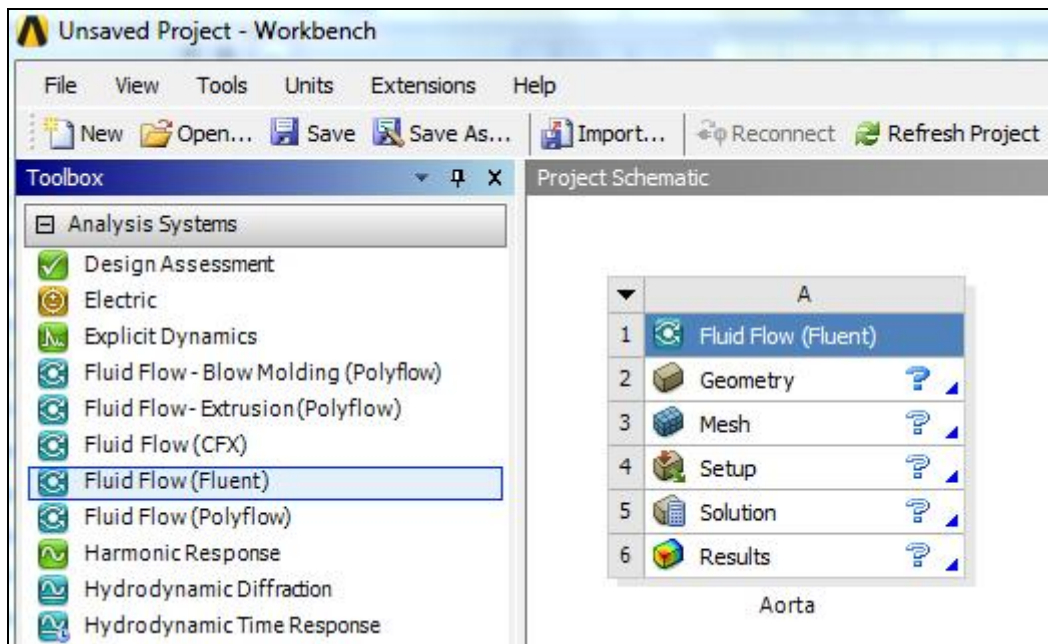 Unsaved Project - Workbench
File View Tools Units Extensions Help
New Open... Save Save As... Import... Reconnect Refresh Project
Toolbox
Project Schematic
Analysis Systems
Design Assessment
Electric
Explicit Dynamics
Fluid Flow - Blow Molding (Polyflow)
Fluid Flow- Extrusion(Polyflow)
Fluid Flow (CFX)
Fluid Flow (Fluent)
Fluid Flow (Polyflow)
Harmonic Response
Hydrodynamic Diffraction
Hydrodynamic Time Response
A
1 Fluid Flow (Fluent)
2 Geometry ?
3 Mesh ?
4 Setup ?
5 Solution ?
6 Results ?
Aorta